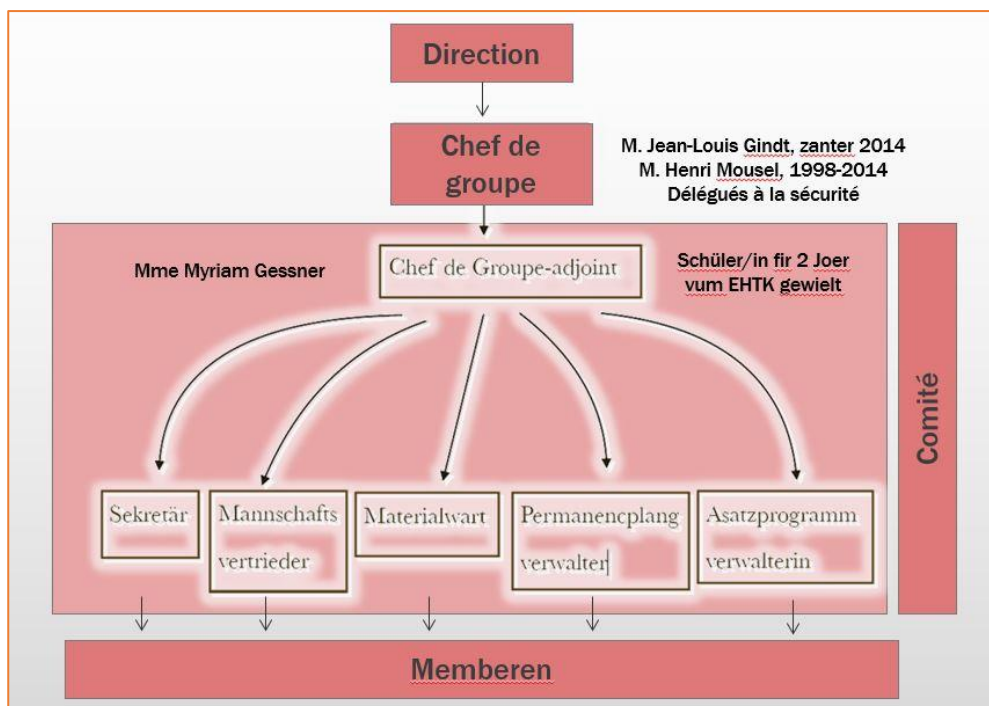 Direction
Chef de
groupe
M. Jean-Louis Gindt, zanter 2014
M. Henri Mousel, 1998-2014
Délégués à la sécurité
Mme Myriam Gessner
Chef de Groupe-adjoint
Schüler/in fir 2 Joer
vum EHTK gewielt
Comité
Sekretär
Mannschafts
vertrieder
Materialwart
Permanencplang
verwalter
Asatzprogramm
verwalterin
Memberen